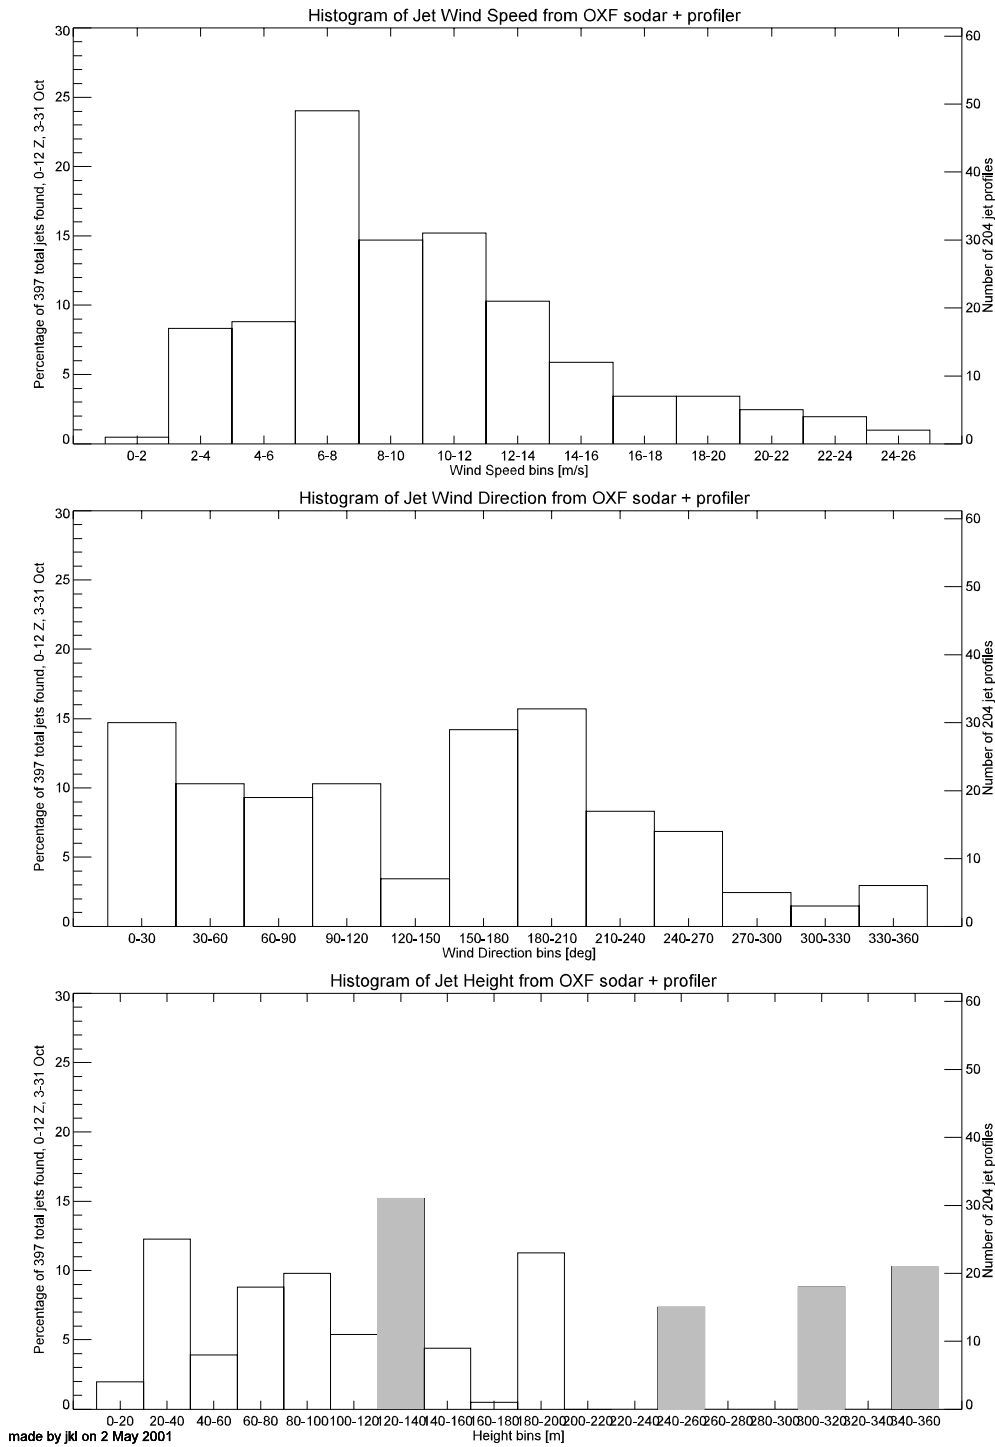 Histogram of Jet Wind Speed from OXF sodar + profiler
30
25
20
15
10
5
0
Percentage of 397 total jets found, 0-12 Z, 3-31 Oct
60
50
40
30
20
10
0
Number of 204 jet profiles
0-2 2-4 4-6 6-8 8-10 10-12 12-14 14-16 16-18 18-20 20-22 22-24 24-26
Wind Speed bins [m/s]
Histogram of Jet Wind Direction from OXF sodar + profiler
30
25
20
15
10
5
0
Percentage of 397 total jets found, 0-12 Z, 3-31 Oct
60
50
40
30
20
10
0
Number of 204 jet profiles
0-30 30-60 60-90 90-120 120-150 150-180 180-210 210-240 240-270 270-300 300-330 330-360
Wind Direction bins [deg]
Histogram of Jet Height from OXF sodar + profiler
30
25
20
15
10
5
0
Percentage of 397 total jets found, 0-12 Z, 3-31 Oct
60
50
40
30
20
10
0
Number of 204 jet profiles
0-20 20-40 40-60 60-80 80-100 100-120 120-140 140-160 160-180 180-200 200-220 220-240 240-260 260-280 280-300 300-320 320-340 340-360
Height bins [m]
made by jkl on 2 May 2001